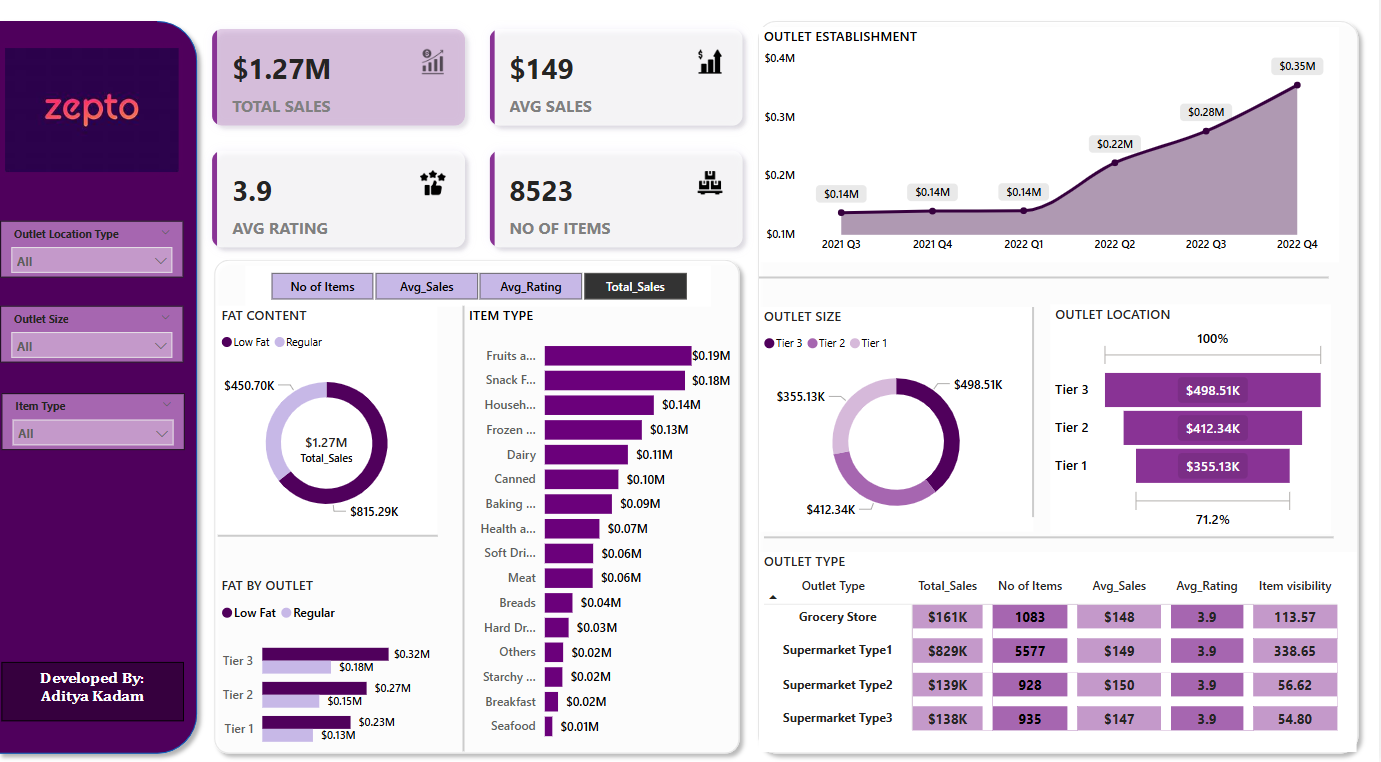 zepto
Outlet Location Type
All
Outlet Size
All
Item Type
All
Developed By:
Aditya Kadam
$1.27M
TOTAL SALES
$149
AVG SALES
3.9
AVG RATING
8523
NO OF ITEMS
No of Items Avg_Sales Avg_Rating Total_Sales
FAT CONTENT
Low Fat Regular
$450.70K
$1.27M
Total_Sales
$815.29K
FAT BY OUTLET
Low Fat Regular
Tier 3 $0.32M
$0.18M
Tier 2 $0.27M
$0.15M
Tier 1 $0.23M
$0.13M
ITEM TYPE
Fruits a... $0.19M
Snack F... $0.18M
Househ... $0.14M
Frozen ... $0.13M
Dairy $0.11M
Canned $0.10M
Baking ... $0.09M
Health a... $0.07M
Soft Dri... $0.06M
Meat $0.06M
Breads $0.04M
Hard Dr... $0.03M
Others $0.02M
Starchy ... $0.02M
Breakfast $0.02M
Seafood $0.01M
OUTLET ESTABLISHMENT
$0.4M
$0.3M
$0.2M
$0.1M
$0.14M $0.14M $0.14M $0.22M $0.28M $0.35M
2021 Q3 2021 Q4 2022 Q1 2022 Q2 2022 Q3 2022 Q4
OUTLET SIZE
Tier 3 Tier 2 Tier 1
$355.13K
$498.51K
$412.34K
OUTLET LOCATION
100%
Tier 3 $498.51K
Tier 2 $412.34K
Tier 1 $355.13K
71.2%
OUTLET TYPE
Outlet Type Total_Sales No of Items Avg_Sales Avg_Rating Item visibility
Grocery Store $161K 1083 $148 3.9 113.57
Supermarket Type1 $829K 5577 $149 3.9 338.65
Supermarket Type2 $139K 928 $150 3.9 56.62
Supermarket Type3 $138K 935 $147 3.9 54.80